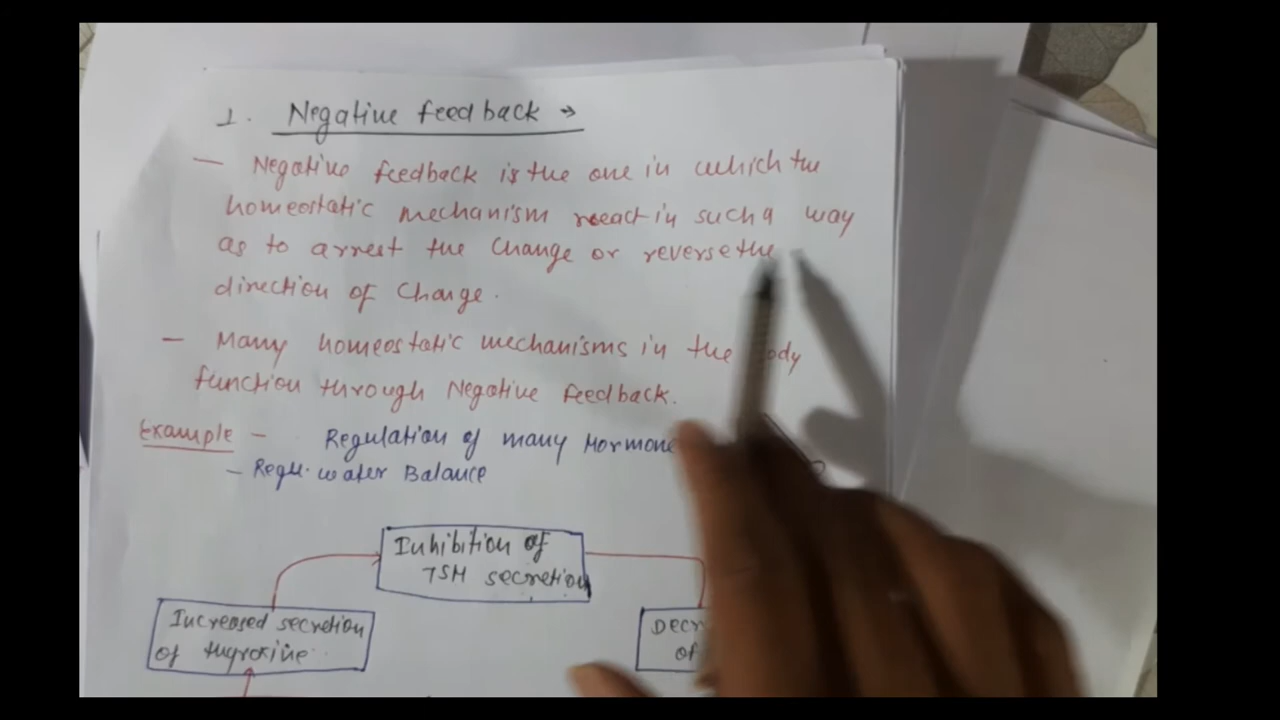 1. Negative feedback →
— Negative feedback is the one in which the
homeostatic mechanism react in such a way
as to arrest the Change or reverse the
direction of Change.
— Many homeostatic mechanisms in the body
function through Negative Feedback.
Example — Regulation of many Hormone
— Regu. water Balance
Inhibition of
TSH secretion
Increased secretion
of thyroxine
Decr
of